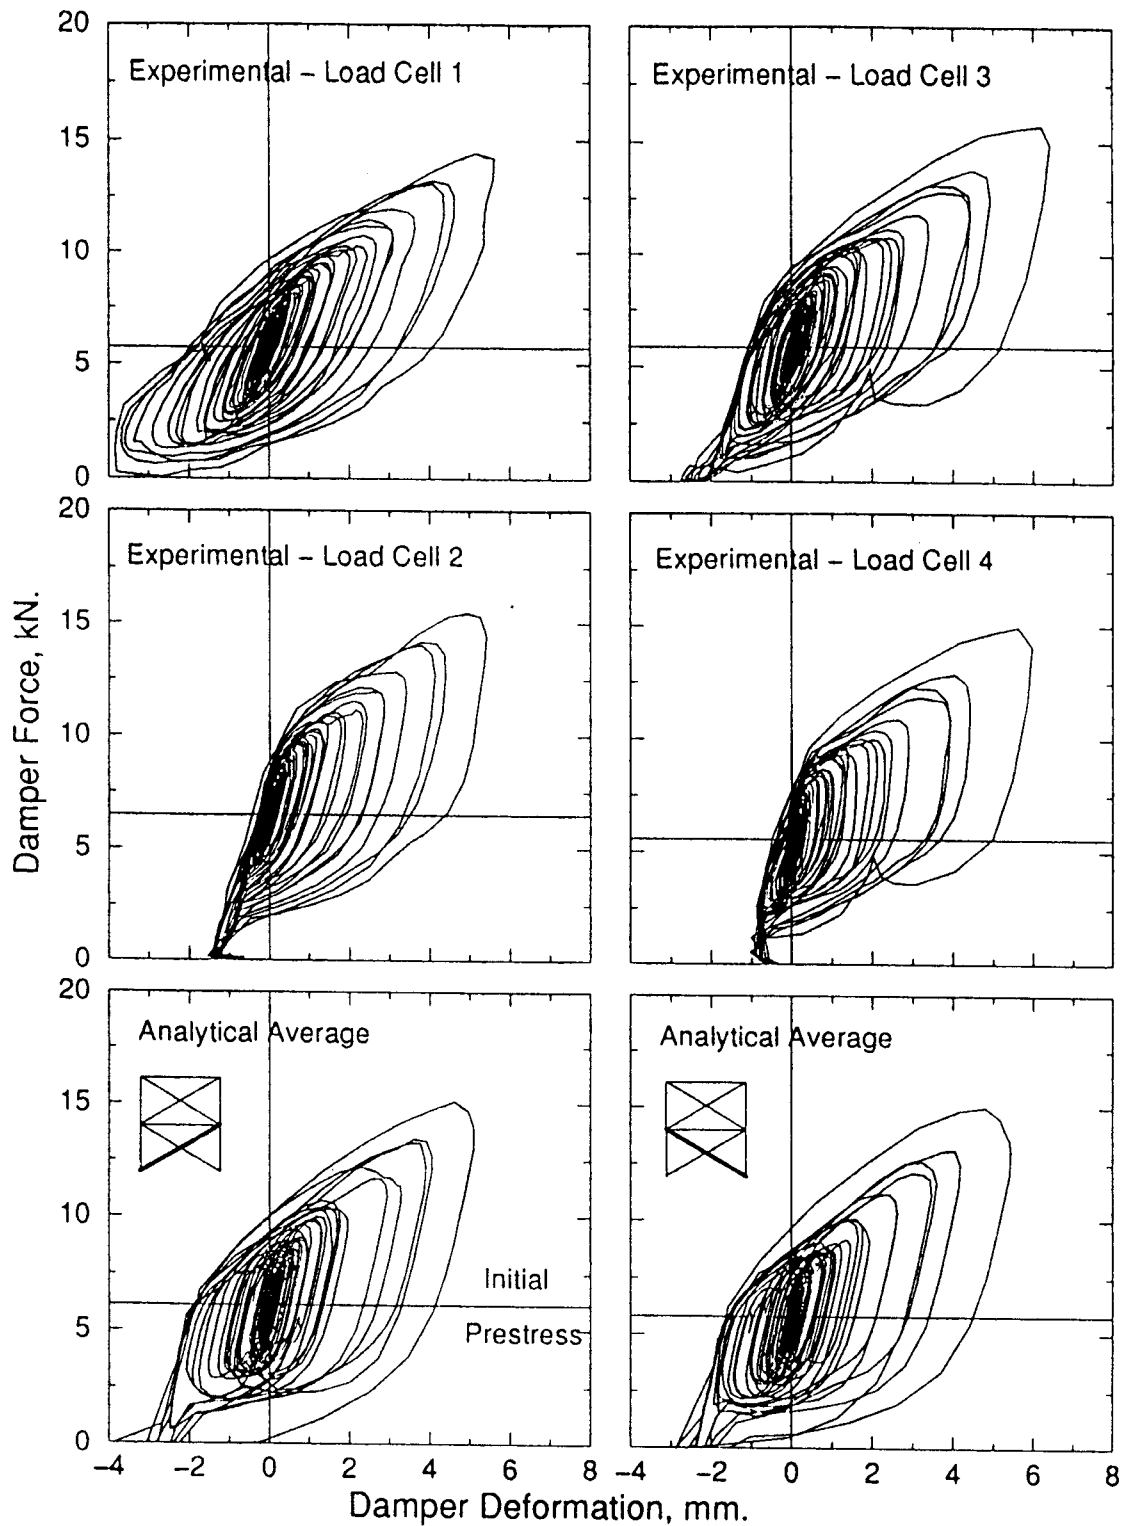 20
15
10
5
0
Experimental – Load Cell 1
Experimental – Load Cell 3
20
15
10
5
0
Experimental – Load Cell 2
Experimental – Load Cell 4
Damper Force, kN.
20
15
10
5
0
Analytical Average
Initial
Prestress
Analytical Average
−4 −2 0 2 4 6 8
−4 −2 0 2 4 6 8
Damper Deformation, mm.